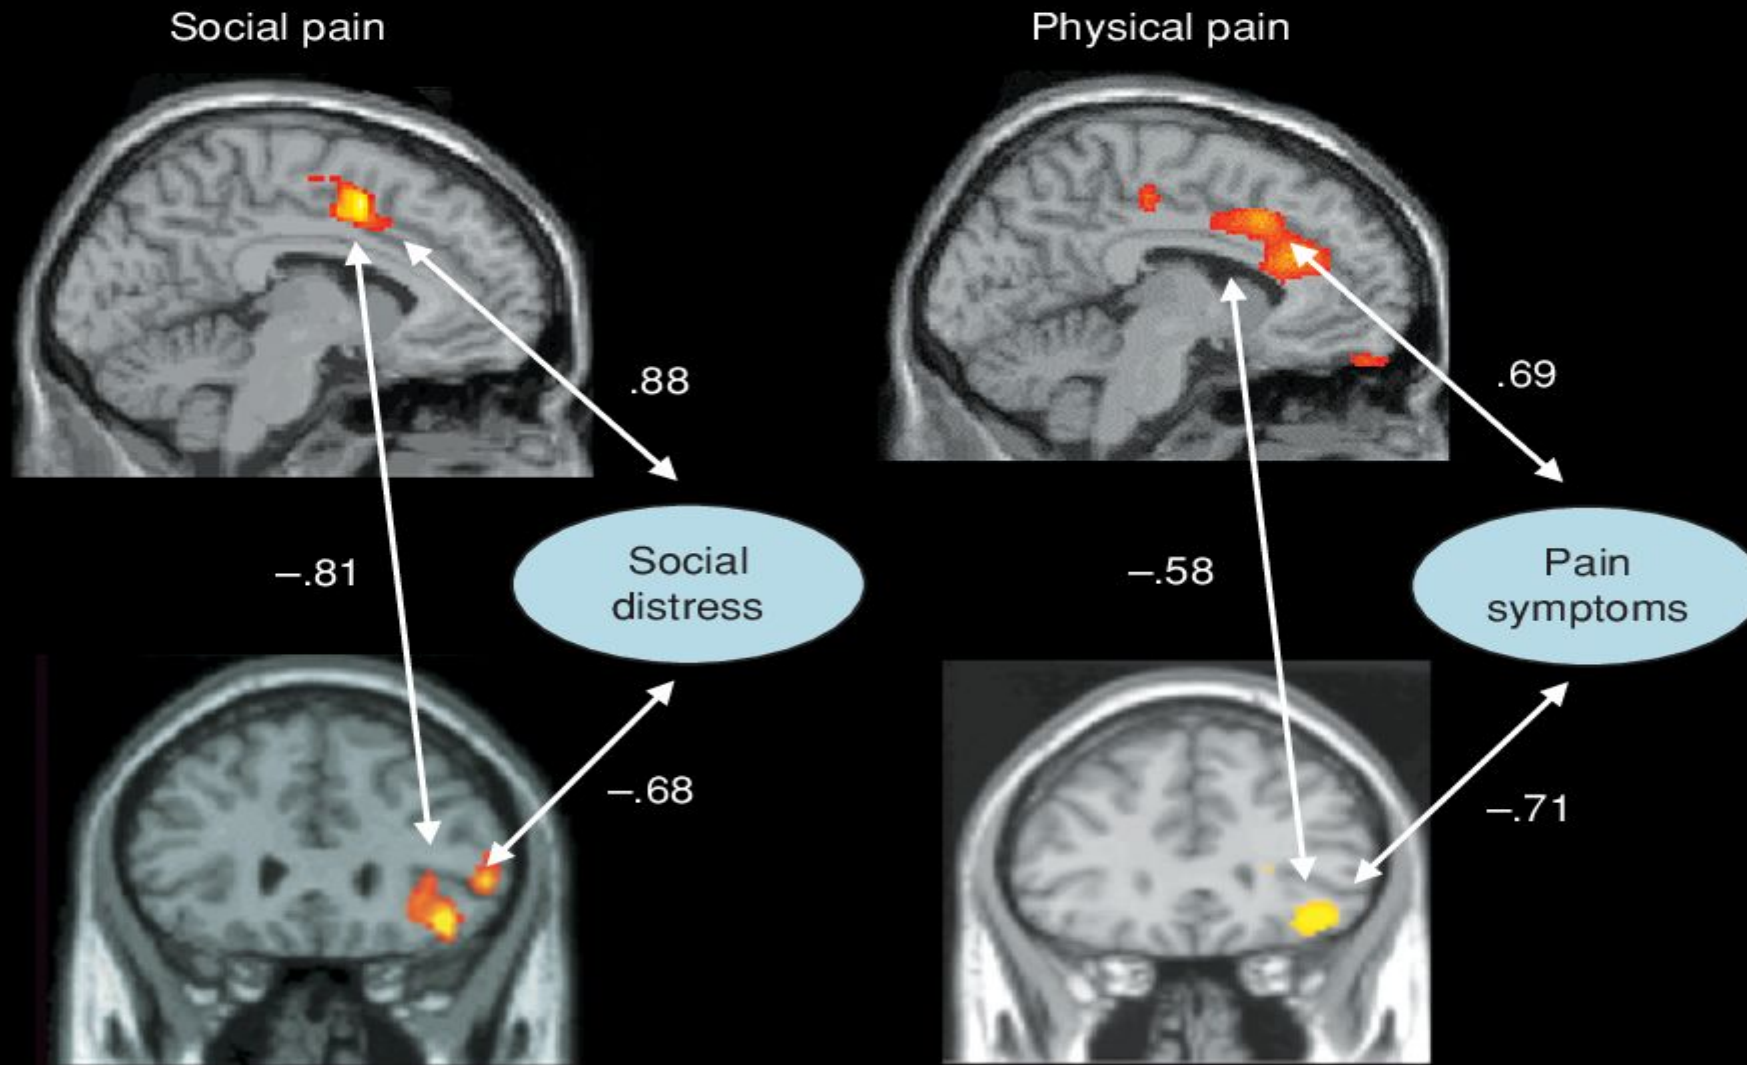 Social pain
Physical pain
.88
.69
–.81
Social
distress
–.58
Pain
symptoms
–.68
–.71